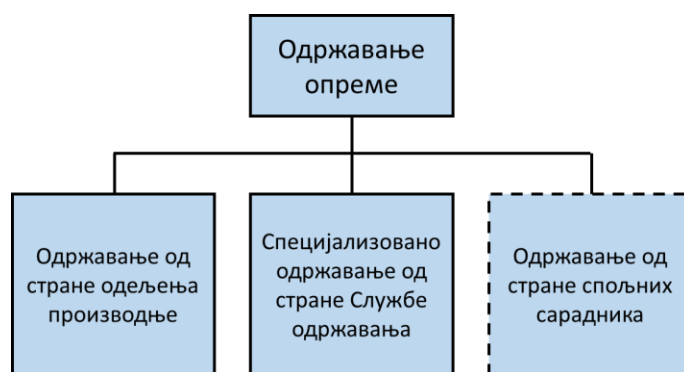 Одржавање
опреме
Одржавање од
стране одељења
производње
Специјализовано
одржавање од
стране Службе
одржавања
Одржавање од
стране спољних
сарадника